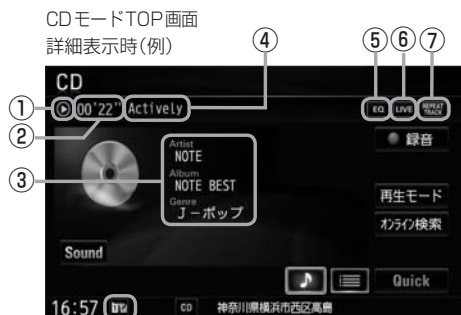 CDモードTOP画面
詳細表示時(例)
④
⑤ ⑥ ⑦
CD
① 00'22" Actively
EQ LIVE REPEAT TRACK
②
録音
Artist
NOTE
③
Album
NOTE BEST
Genre
J-ポップ
再生モード
オンライン検索
Sound
Quick
16:57
CD
神奈川県横浜市西区高島